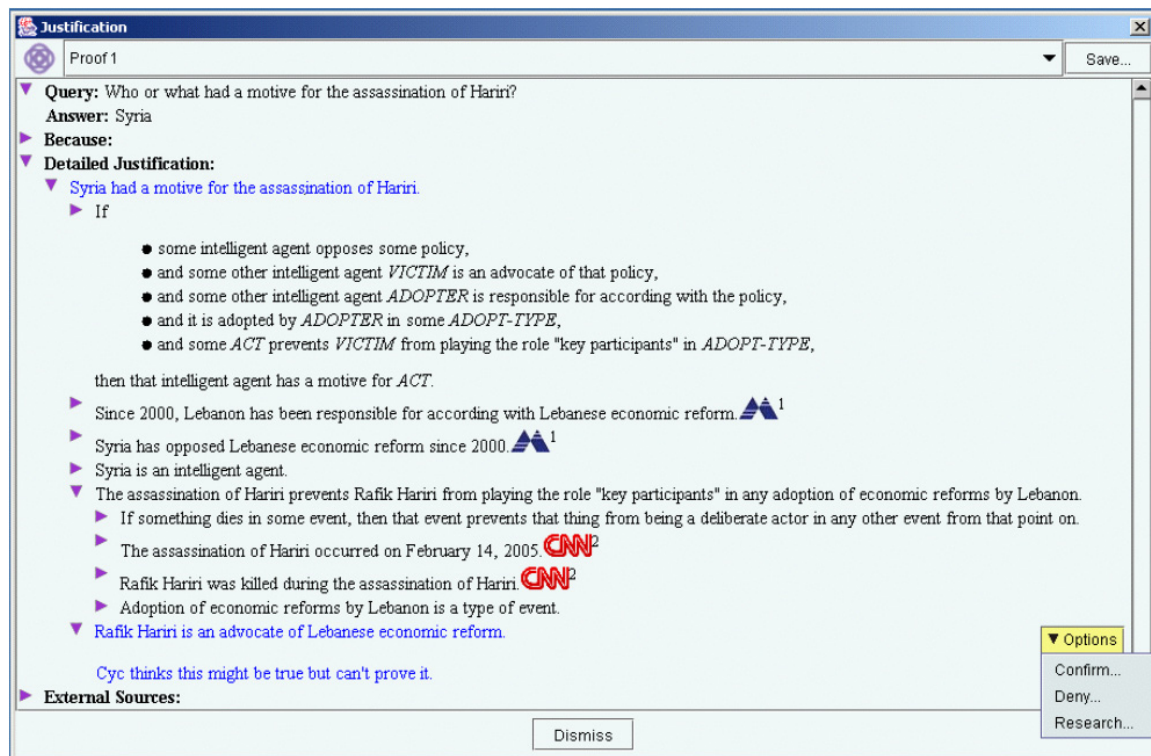 Justification
Proof 1
Save...
Query: Who or what had a motive for the assassination of Hariri?
Answer: Syria
Because:
Detailed Justification:
Syria had a motive for the assassination of Hariri.
If
some intelligent agent opposes some policy,
and some other intelligent agent VICTIM is an advocate of that policy,
and some other intelligent agent ADOPTER is responsible for according with the policy,
and it is adopted by ADOPTER in some ADOPT-TYPE,
and some ACT prevents VICTIM from playing the role "key participants" in ADOPT-TYPE,
then that intelligent agent has a motive for ACT.
Since 2000, Lebanon has been responsible for according with Lebanese economic reform. 1
Syria has opposed Lebanese economic reform since 2000. 1
Syria is an intelligent agent.
The assassination of Hariri prevents Rafik Hariri from playing the role "key participants" in any adoption of economic reforms by Lebanon.
If something dies in some event, then that event prevents that thing from being a deliberate actor in any other event from that point on.
The assassination of Hariri occurred on February 14, 2005. CNN 2
Rafik Hariri was killed during the assassination of Hariri. CNN 2
Adoption of economic reforms by Lebanon is a type of event.
Rafik Hariri is an advocate of Lebanese economic reform.
Options
Cyc thinks this might be true but can't prove it.
Confirm...
External Sources:
Deny...
Research...
Dismiss